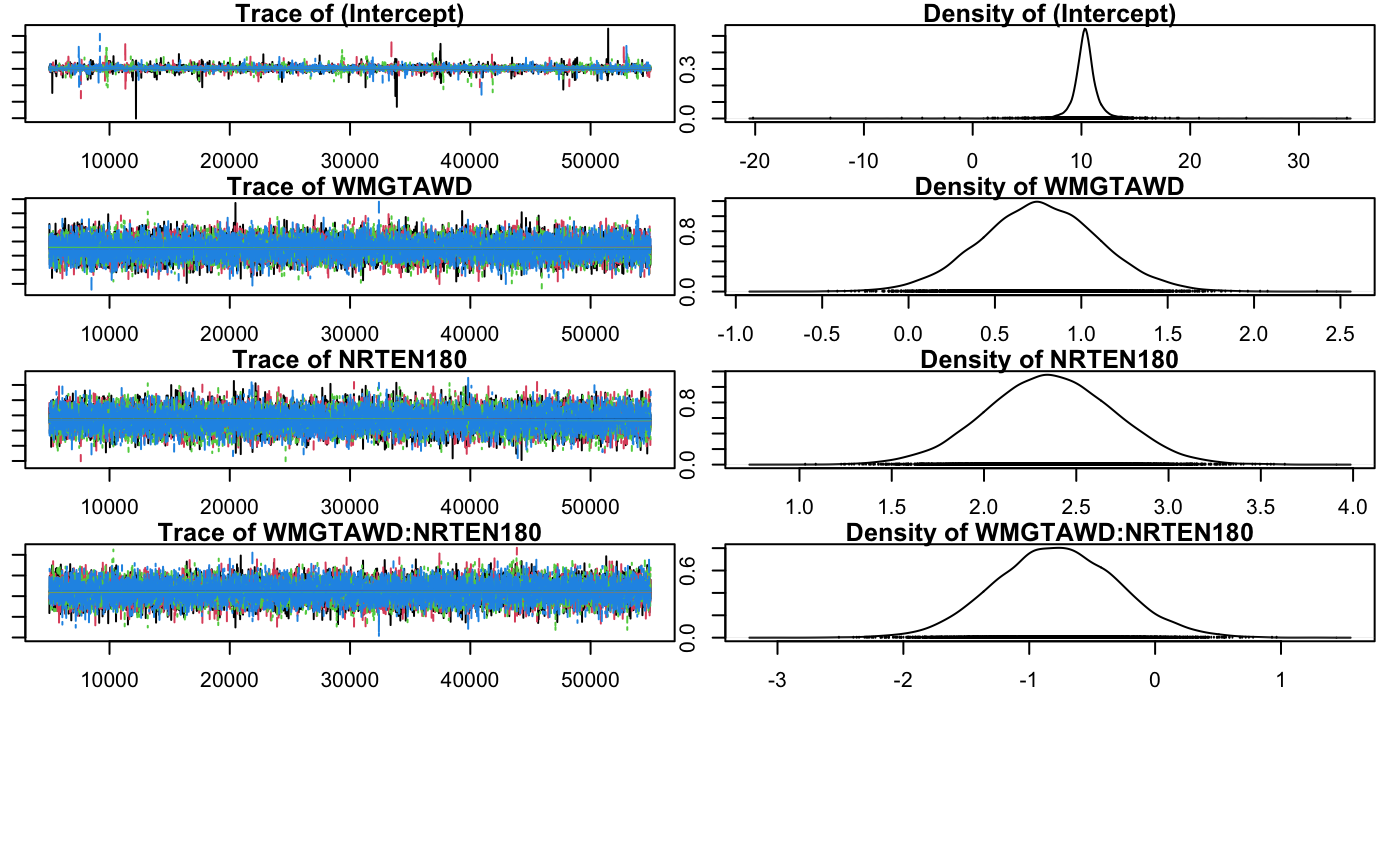 Trace of (Intercept)
Density of (Intercept)
0.0 0.3
10000 20000 30000 40000 50000
-20 -10 0 10 20 30
Trace of WMGTAWD
Density of WMGTAWD
0.0 0.8
10000 20000 30000 40000 50000
-1.0 -0.5 0.0 0.5 1.0 1.5 2.0 2.5
Trace of NRTEN180
Density of NRTEN180
0.0 0.8
10000 20000 30000 40000 50000
1.0 1.5 2.0 2.5 3.0 3.5 4.0
Trace of WMGTAWD:NRTEN180
Density of WMGTAWD:NRTEN180
0.0 0.6
10000 20000 30000 40000 50000
-3 -2 -1 0 1